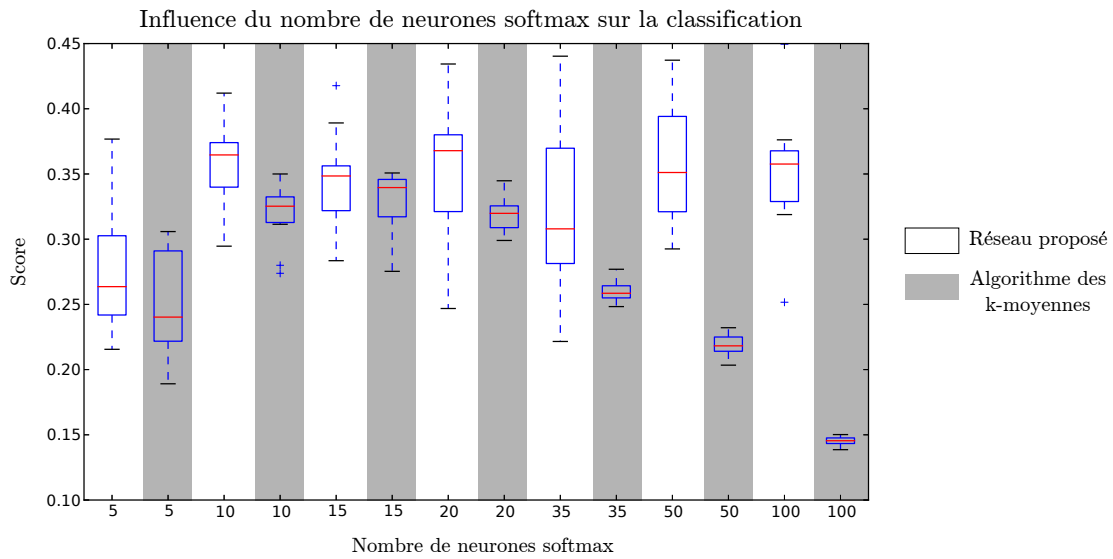 Influence du nombre de neurones softmax sur la classification
0.45
0.40
0.35
0.30
0.25
0.20
0.15
0.10
Score
5 5 10 10 15 15 20 20 35 35 50 50 100 100
Nombre de neurones softmax
Réseau proposé
Algorithme des
k-moyennes